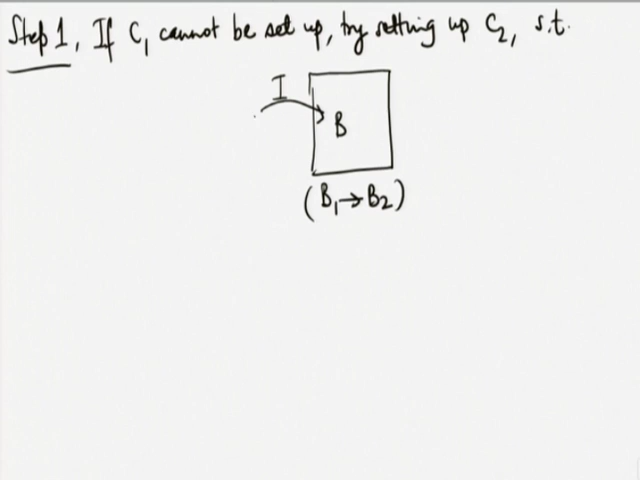 Step 1, If C₁ cannot be set up, try setting up C₂, s.t.
I
B
(B₁→B₂)